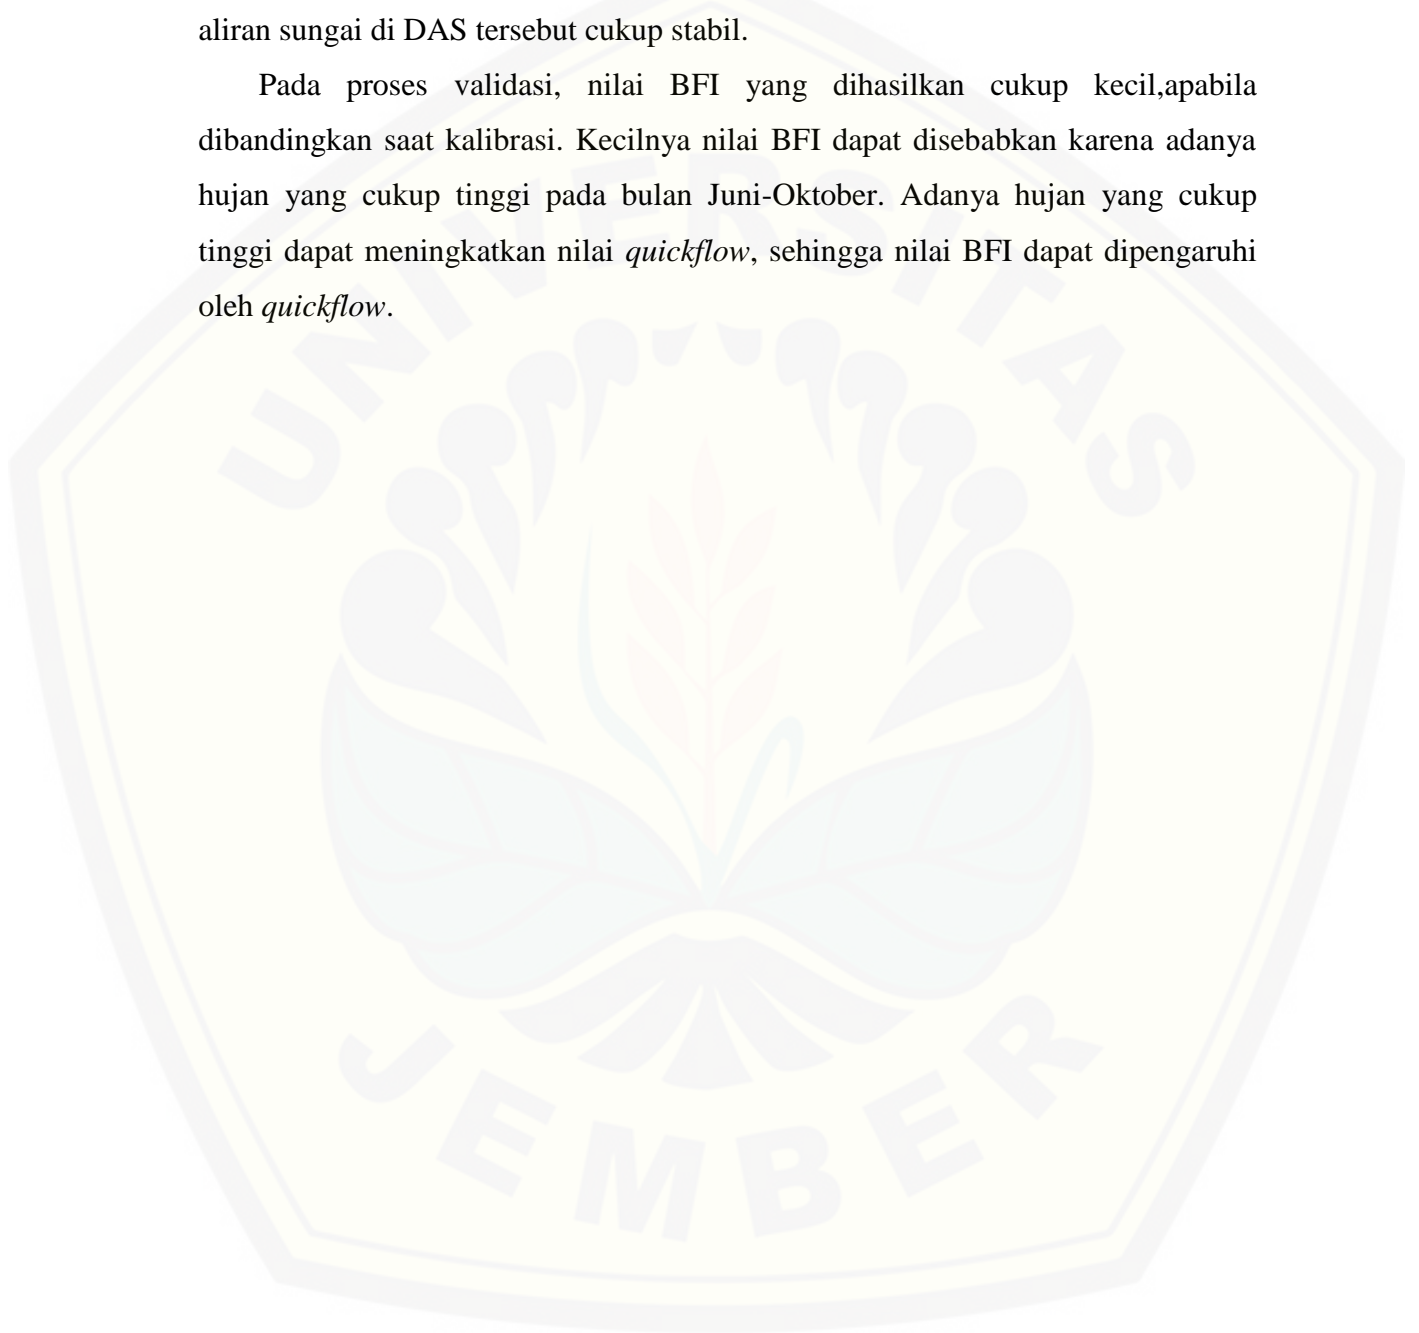 aliran sungai di DAS tersebut cukup stabil.
Pada proses validasi, nilai BFI yang dihasilkan cukup kecil,apabila
dibandingkan saat kalibrasi. Kecilnya nilai BFI dapat disebabkan karena adanya
hujan yang cukup tinggi pada bulan Juni-Oktober. Adanya hujan yang cukup
tinggi dapat meningkatkan nilai quickflow, sehingga nilai BFI dapat dipengaruhi
oleh quickflow.
UNIVERSITAS
JEMBER